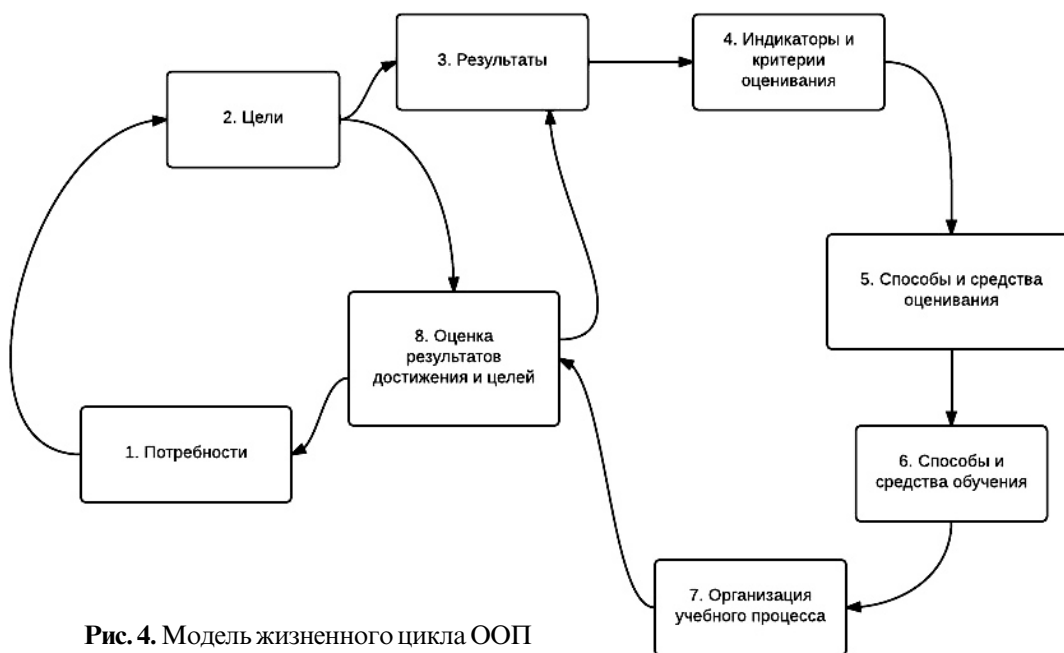 1. Потребности
2. Цели
3. Результаты
4. Индикаторы и
критерии
оценивания
5. Способы и средства
оценивания
6. Способы и
средства обучения
7. Организация
учебного процесса
8. Оценка
результатов
достижения и целей
Рис. 4. Модель жизненного цикла ООП